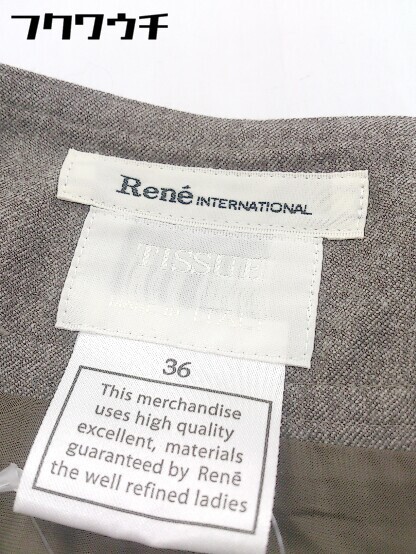 フクワウチ
René INTERNATIONAL
TISSUE
36
This merchandise
uses high quality
excellent, materials
guaranteed by René
the well refined ladies